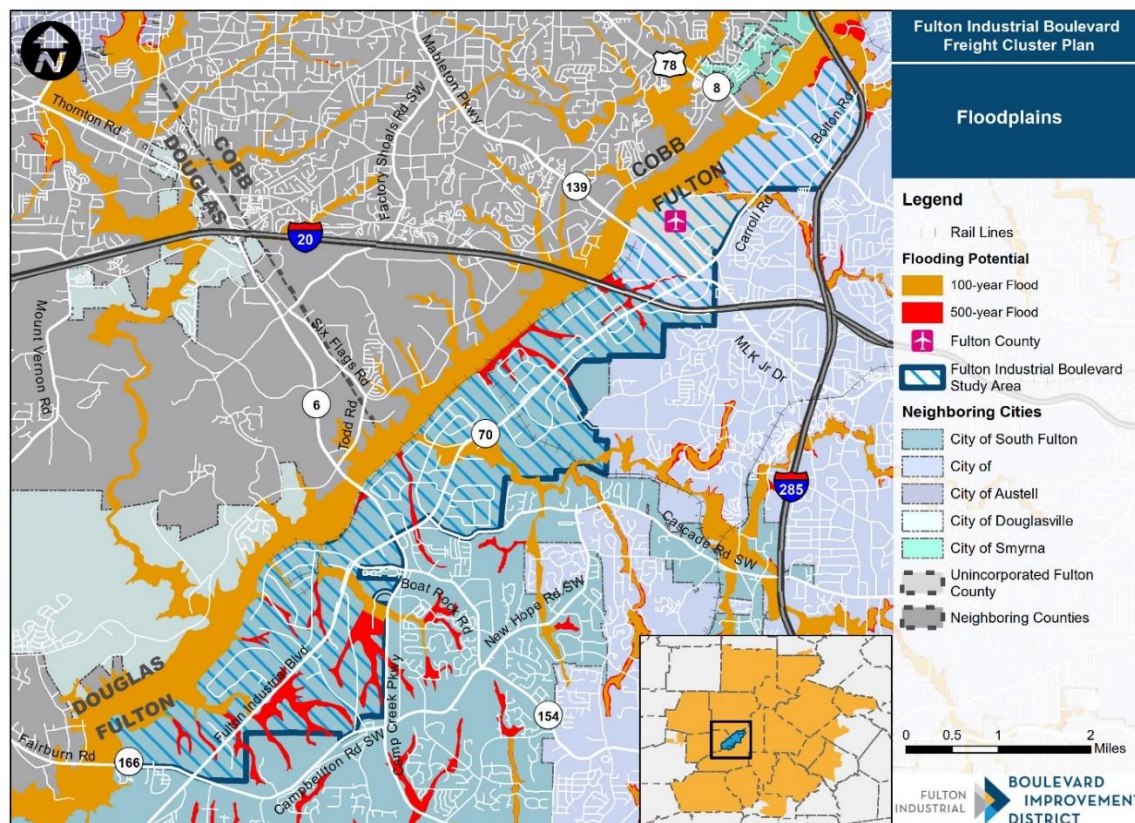 Fulton Industrial Boulevard
Freight Cluster Plan
Floodplains
Legend
Rail Lines
Flooding Potential
100-year Flood
500-year Flood
Fulton County
Fulton Industrial Boulevard
Study Area
Neighboring Cities
City of South Fulton
City of
City of Austell
City of Douglasville
City of Smyrna
Unincorporated Fulton
County
Neighboring Counties
0 0.5 1 2
Miles
FULTON
INDUSTRIAL
BOULEVARD
IMPROVEMENT
DISTRICT
N
Thornton Rd
COBB
DOUGLAS
Factory Shoals Rd SW
Mableton Pkwy
78
8
Bolton Rd
COBB
FULTON
139
Carroll Rd
20
Mount Vernon Rd
Six Flags Rd
6
Todd Rd
MLK Jr Dr
70
285
Cascade Rd SW
Boat Rock Rd
New Hope Rd SW
Fulton Industrial Blvd
Camp Creek Pkwy
DOUGLAS
FULTON
Fairburn Rd
166
Campbellton Rd SW
154